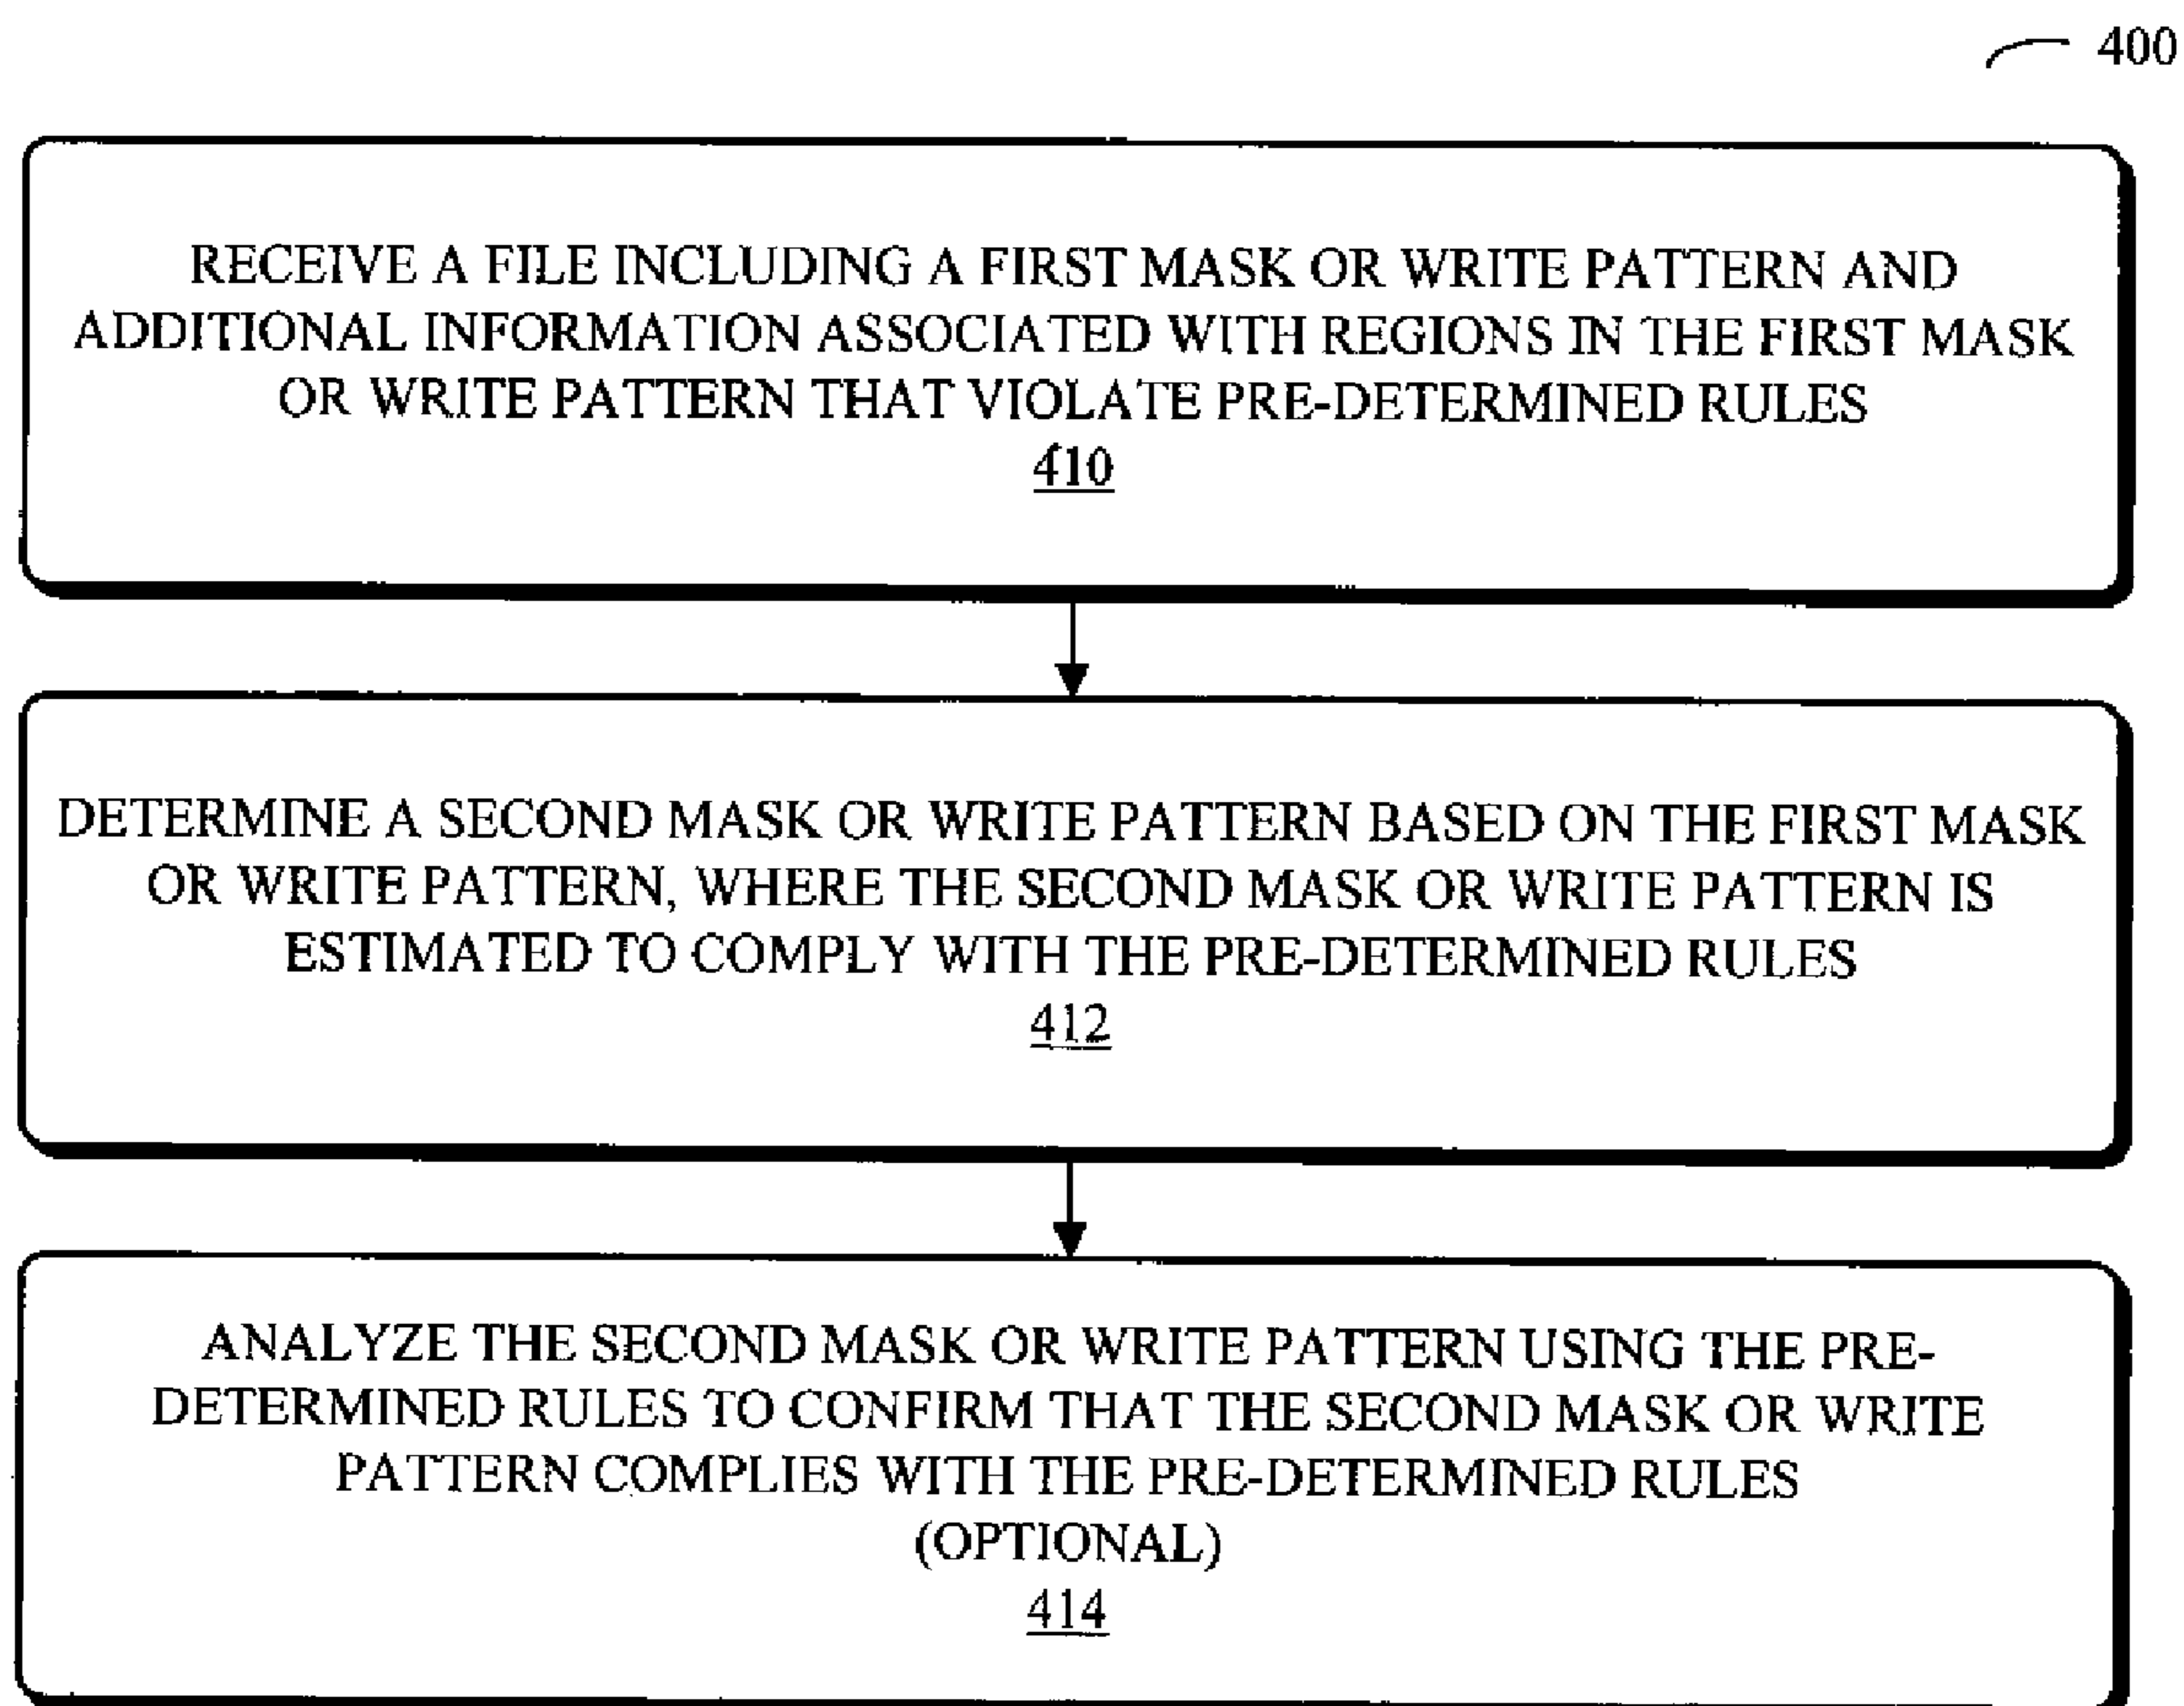 400
RECEIVE A FILE INCLUDING A FIRST MASK OR WRITE PATTERN AND
ADDITIONAL INFORMATION ASSOCIATED WITH REGIONS IN THE FIRST MASK
OR WRITE PATTERN THAT VIOLATE PRE-DETERMINED RULES
410
DETERMINE A SECOND MASK OR WRITE PATTERN BASED ON THE FIRST MASK
OR WRITE PATTERN, WHERE THE SECOND MASK OR WRITE PATTERN IS
ESTIMATED TO COMPLY WITH THE PRE-DETERMINED RULES
412
ANALYZE THE SECOND MASK OR WRITE PATTERN USING THE PRE-
DETERMINED RULES TO CONFIRM THAT THE SECOND MASK OR WRITE
PATTERN COMPLIES WITH THE PRE-DETERMINED RULES
(OPTIONAL)
414